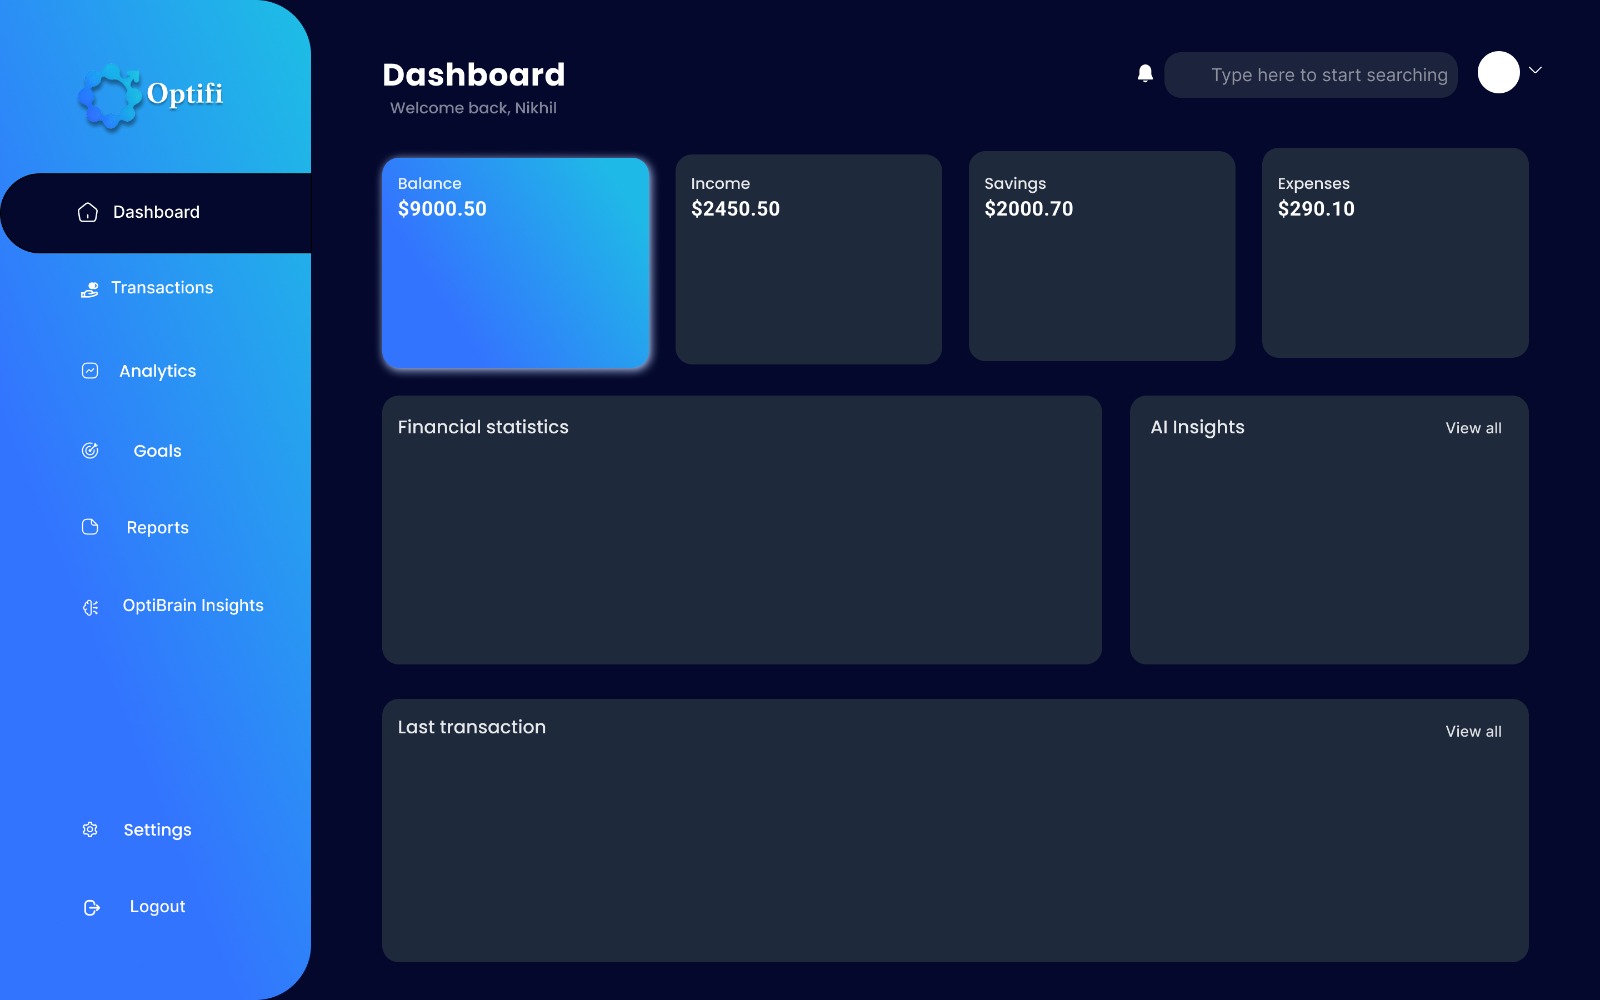 Optifi
Dashboard
Transactions
Analytics
Goals
Reports
OptiBrain Insights
Settings
Logout
Dashboard
Welcome back, Nikhil
Type here to start searching
Balance
$9000.50
Income
$2450.50
Savings
$2000.70
Expenses
$290.10
Financial statistics
AI Insights
View all
Last transaction
View all